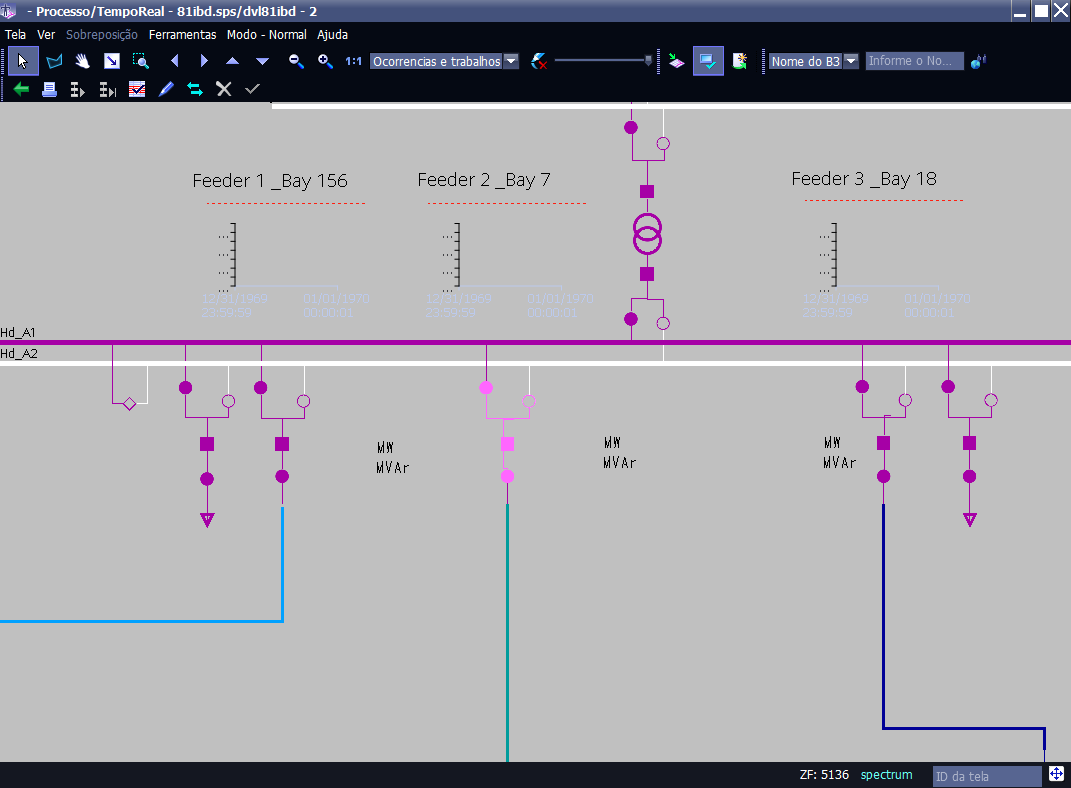 - Processo/TempoReal - 81ibd.sps/dvl81ibd - 2
Tela Ver Sobreposição Ferramentas Modo - Normal Ajuda
1:1 Ocorrencias e trabalhos Nome do B3 Informe o No...
Feeder 1 _Bay 156 Feeder 2 _Bay 7 Feeder 3 _Bay 18
... ... ...
... ... ...
... ... ...
... ... ...
12/31/1969 01/01/1970 12/31/1969 01/01/1970 12/31/1969 01/01/1970
23:59:59 00:00:01 23:59:59 00:00:01 23:59:59 00:00:01
Hd_A1
Hd_A2
MW MW MW
MVAr MVAr MVAr
ZF: 5136 spectrum ID da tela